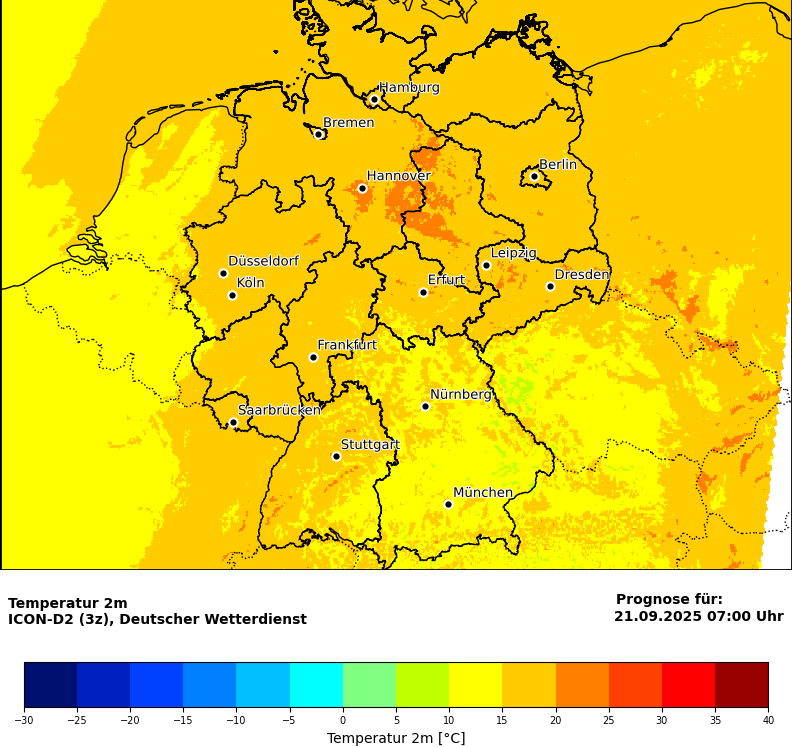 Hamburg
Bremen
Berlin
Hannover
Leipzig
Düsseldorf
Dresden
Köln
Erfurt
Frankfurt
Nürnberg
Saarbrücken
Stuttgart
München
Temperatur 2m
ICON-D2 (3z), Deutscher Wetterdienst
Prognose für:
21.09.2025 07:00 Uhr
−30 −25 −20 −15 −10 −5 0 5 10 15 20 25 30 35 40
Temperatur 2m [°C]